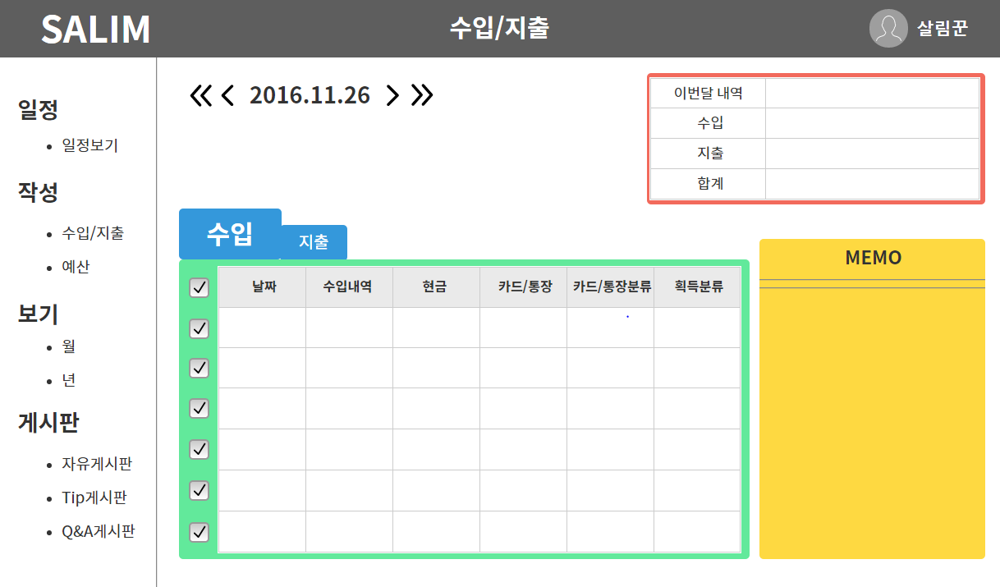 SALIM
수입/지출
살림꾼
일정
일정보기
작성
수입/지출
예산
보기
월
년
게시판
자유게시판
Tip게시판
Q&A게시판
2016.11.26
이번달 내역
수입
지출
합계
수입
지출
날짜 수입내역 현금 카드/통장 카드/통장분류 획득분류
MEMO